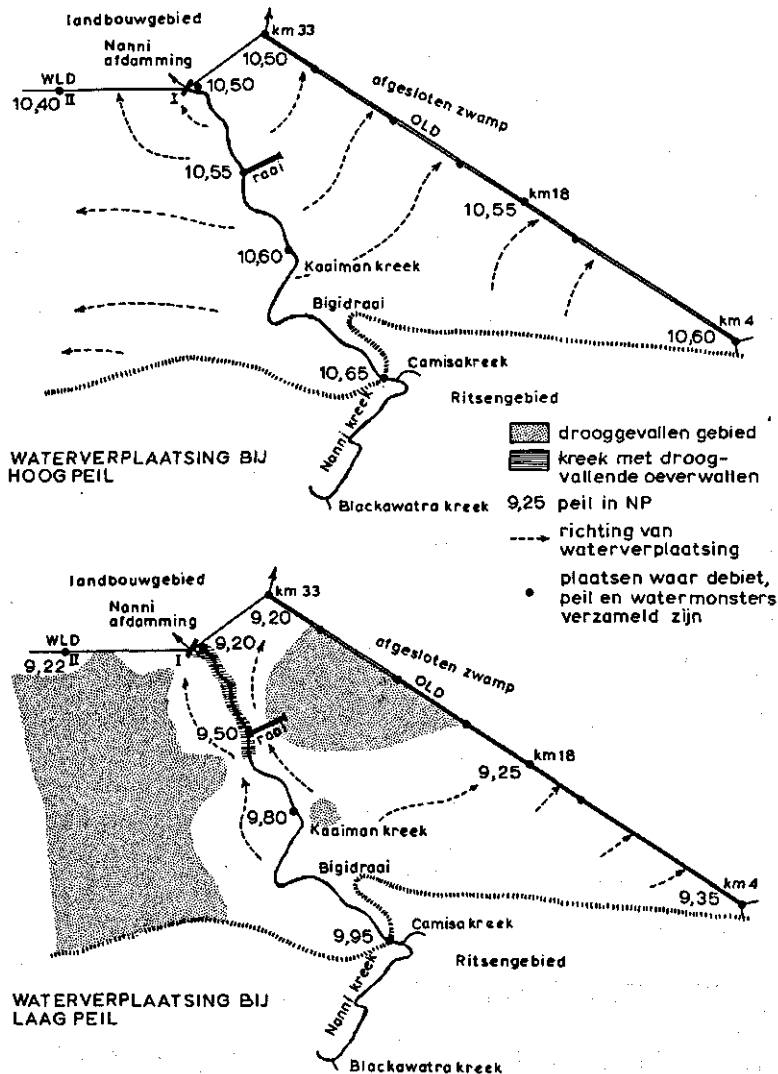 landbouwgebied
km 33
Nanni
afdamming
10,50
10,50
WLD
I
II
10,40
afgesloten zwamp
OLD
10,55
raai
km18
10,55
10,60
Kaaiman kreek
Bigidraai
km 4
10,60
10,65
Camisakreek
Ritsengebied
Nanni kreek
Blackawatra kreek
WATERVERPLAATSING BIJ
HOOG PEIL
drooggevallen gebied
kreek met droog-
vallende oeverwallen
9,25 peil in NP
richting van
waterverplaatsing
plaatsen waar debiet,
peil en watermonsters
verzameld zijn
landbouwgebied
km 33
Nanni
afdamming
9,20
9,20
WLD
I
II
9,22
afgesloten zwamp
OLD
9,50
raai
km18
9,25
9,80
Kaaiman kreek
Bigidraai
km 4
9,35
9,95
Camisakreek
Ritsengebied
Nanni kreek
Blackawatra kreek
WATERVERPLAATSING BIJ
LAAG PEIL